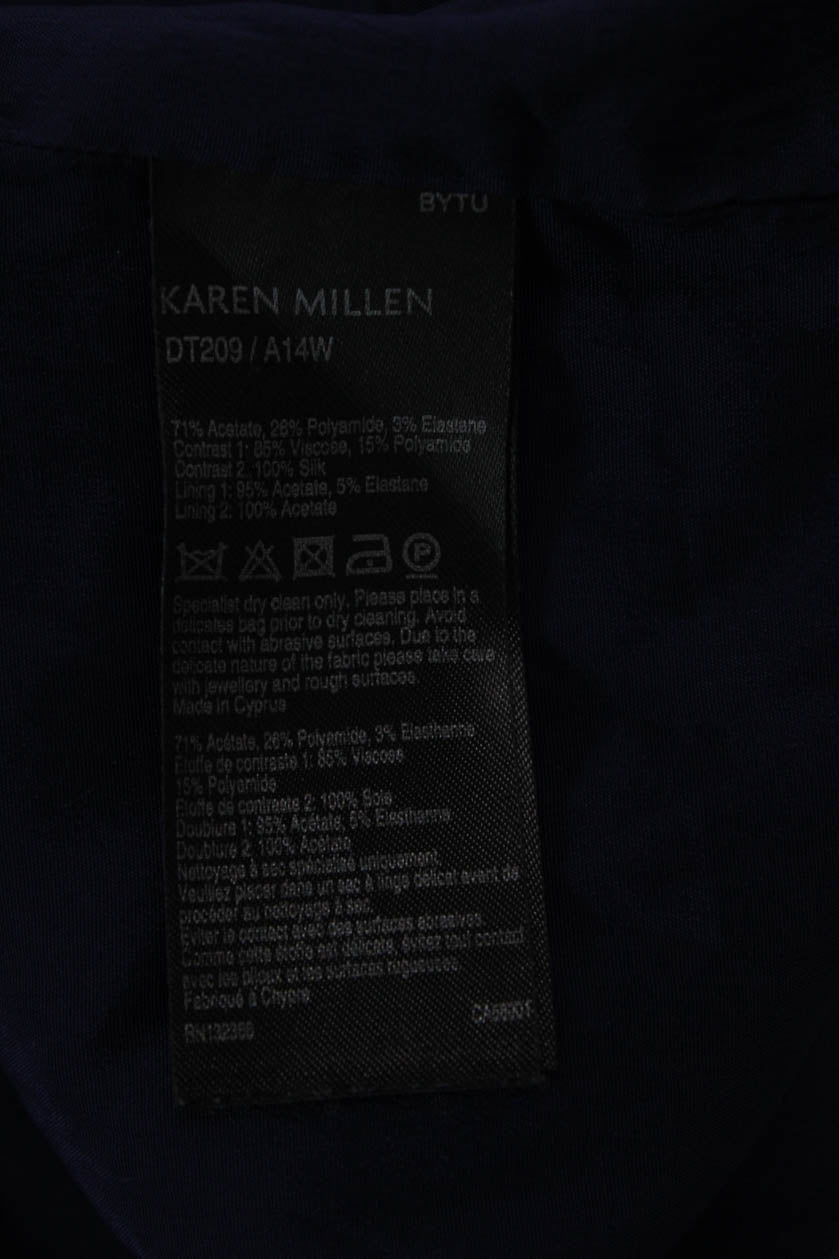 BYTU
KAREN MILLEN
DT209 / A14W
71% Acetate, 26% Polyamide, 3% Elastane
Contrast 1: 85% Viscose, 15% Polyamide
Contrast 2: 100% Silk
Lining 1: 95% Acetate, 5% Elastane
Lining 2: 100% Acetate
P
Specialist dry clean only. Please place in a
delicates bag prior to dry cleaning. Avoid
contact with abrasive surfaces. Due to the
delicate nature of the fabric please take care
with jewellery and rough surfaces.
Made in Cyprus
71% Acétate, 26% Polyamide, 3% Elasthanne
Etoffe de contraste 1: 85% Viscose
15% Polyamide
Etoffe de contraste 2: 100% Soie
Doublure 1: 95% Acétate, 5% Elasthanne
Doublure 2: 100% Acétate
Nettoyage à sec spécialisé uniquement.
Veuillez placer dans un sac à linge délicat avant de
procéder au nettoyage à sec.
Eviter le contact avec des surfaces abrasives.
Comme cette étoffe est délicate, évitez tout contact
avec les bijoux et les surfaces rugueuses.
Fabriqué à Chypre